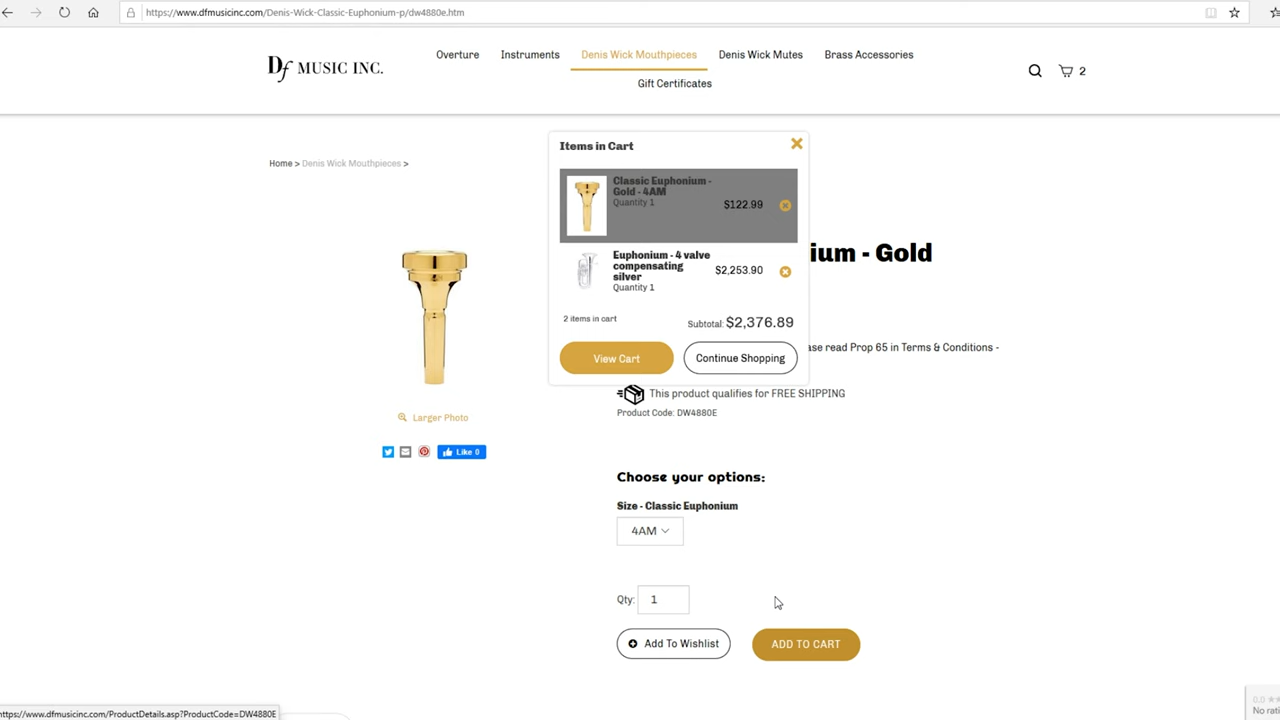 https://www.dfmusicinc.com/Denis-Wick-Classic-Euphonium-p/dw4880e.htm
Overture Instruments Denis Wick Mouthpieces Denis Wick Mutes Brass Accessories
Df MUSIC INC.
2
Gift Certificates
Items in Cart
Home > Denis Wick Mouthpieces >
Classic Euphonium -
Gold - 4AM
Quantity 1
$122.99
ium - Gold
Euphonium - 4 valve
compensating
silver
Quantity 1
$2,253.90
2 items in cart
Subtotal: $2,376.89
View Cart
Continue Shopping
ase read Prop 65 in Terms & Conditions -
This product qualifies for FREE SHIPPING
Product Code: DW4880E
Larger Photo
Like 0
Choose your options:
Size - Classic Euphonium
4AM
Qty: 1
Add To Wishlist
ADD TO CART
0.0
No rati
https://www.dfmusicinc.com/ProductDetails.asp?ProductCode=DW4880E